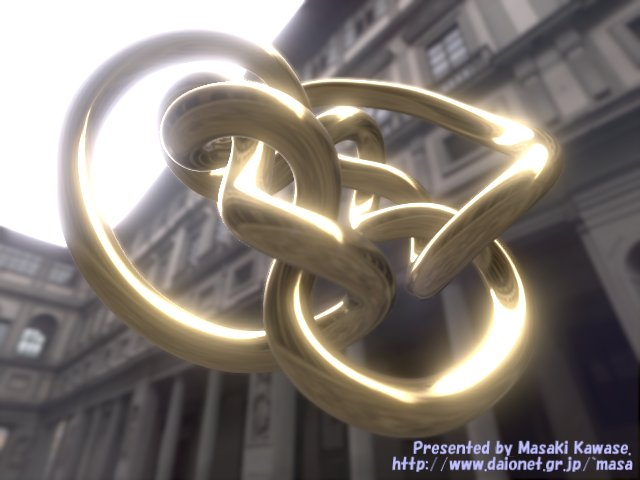 Presented by Masaki Kawase.
http://www.daionet.gr.jp/~masa